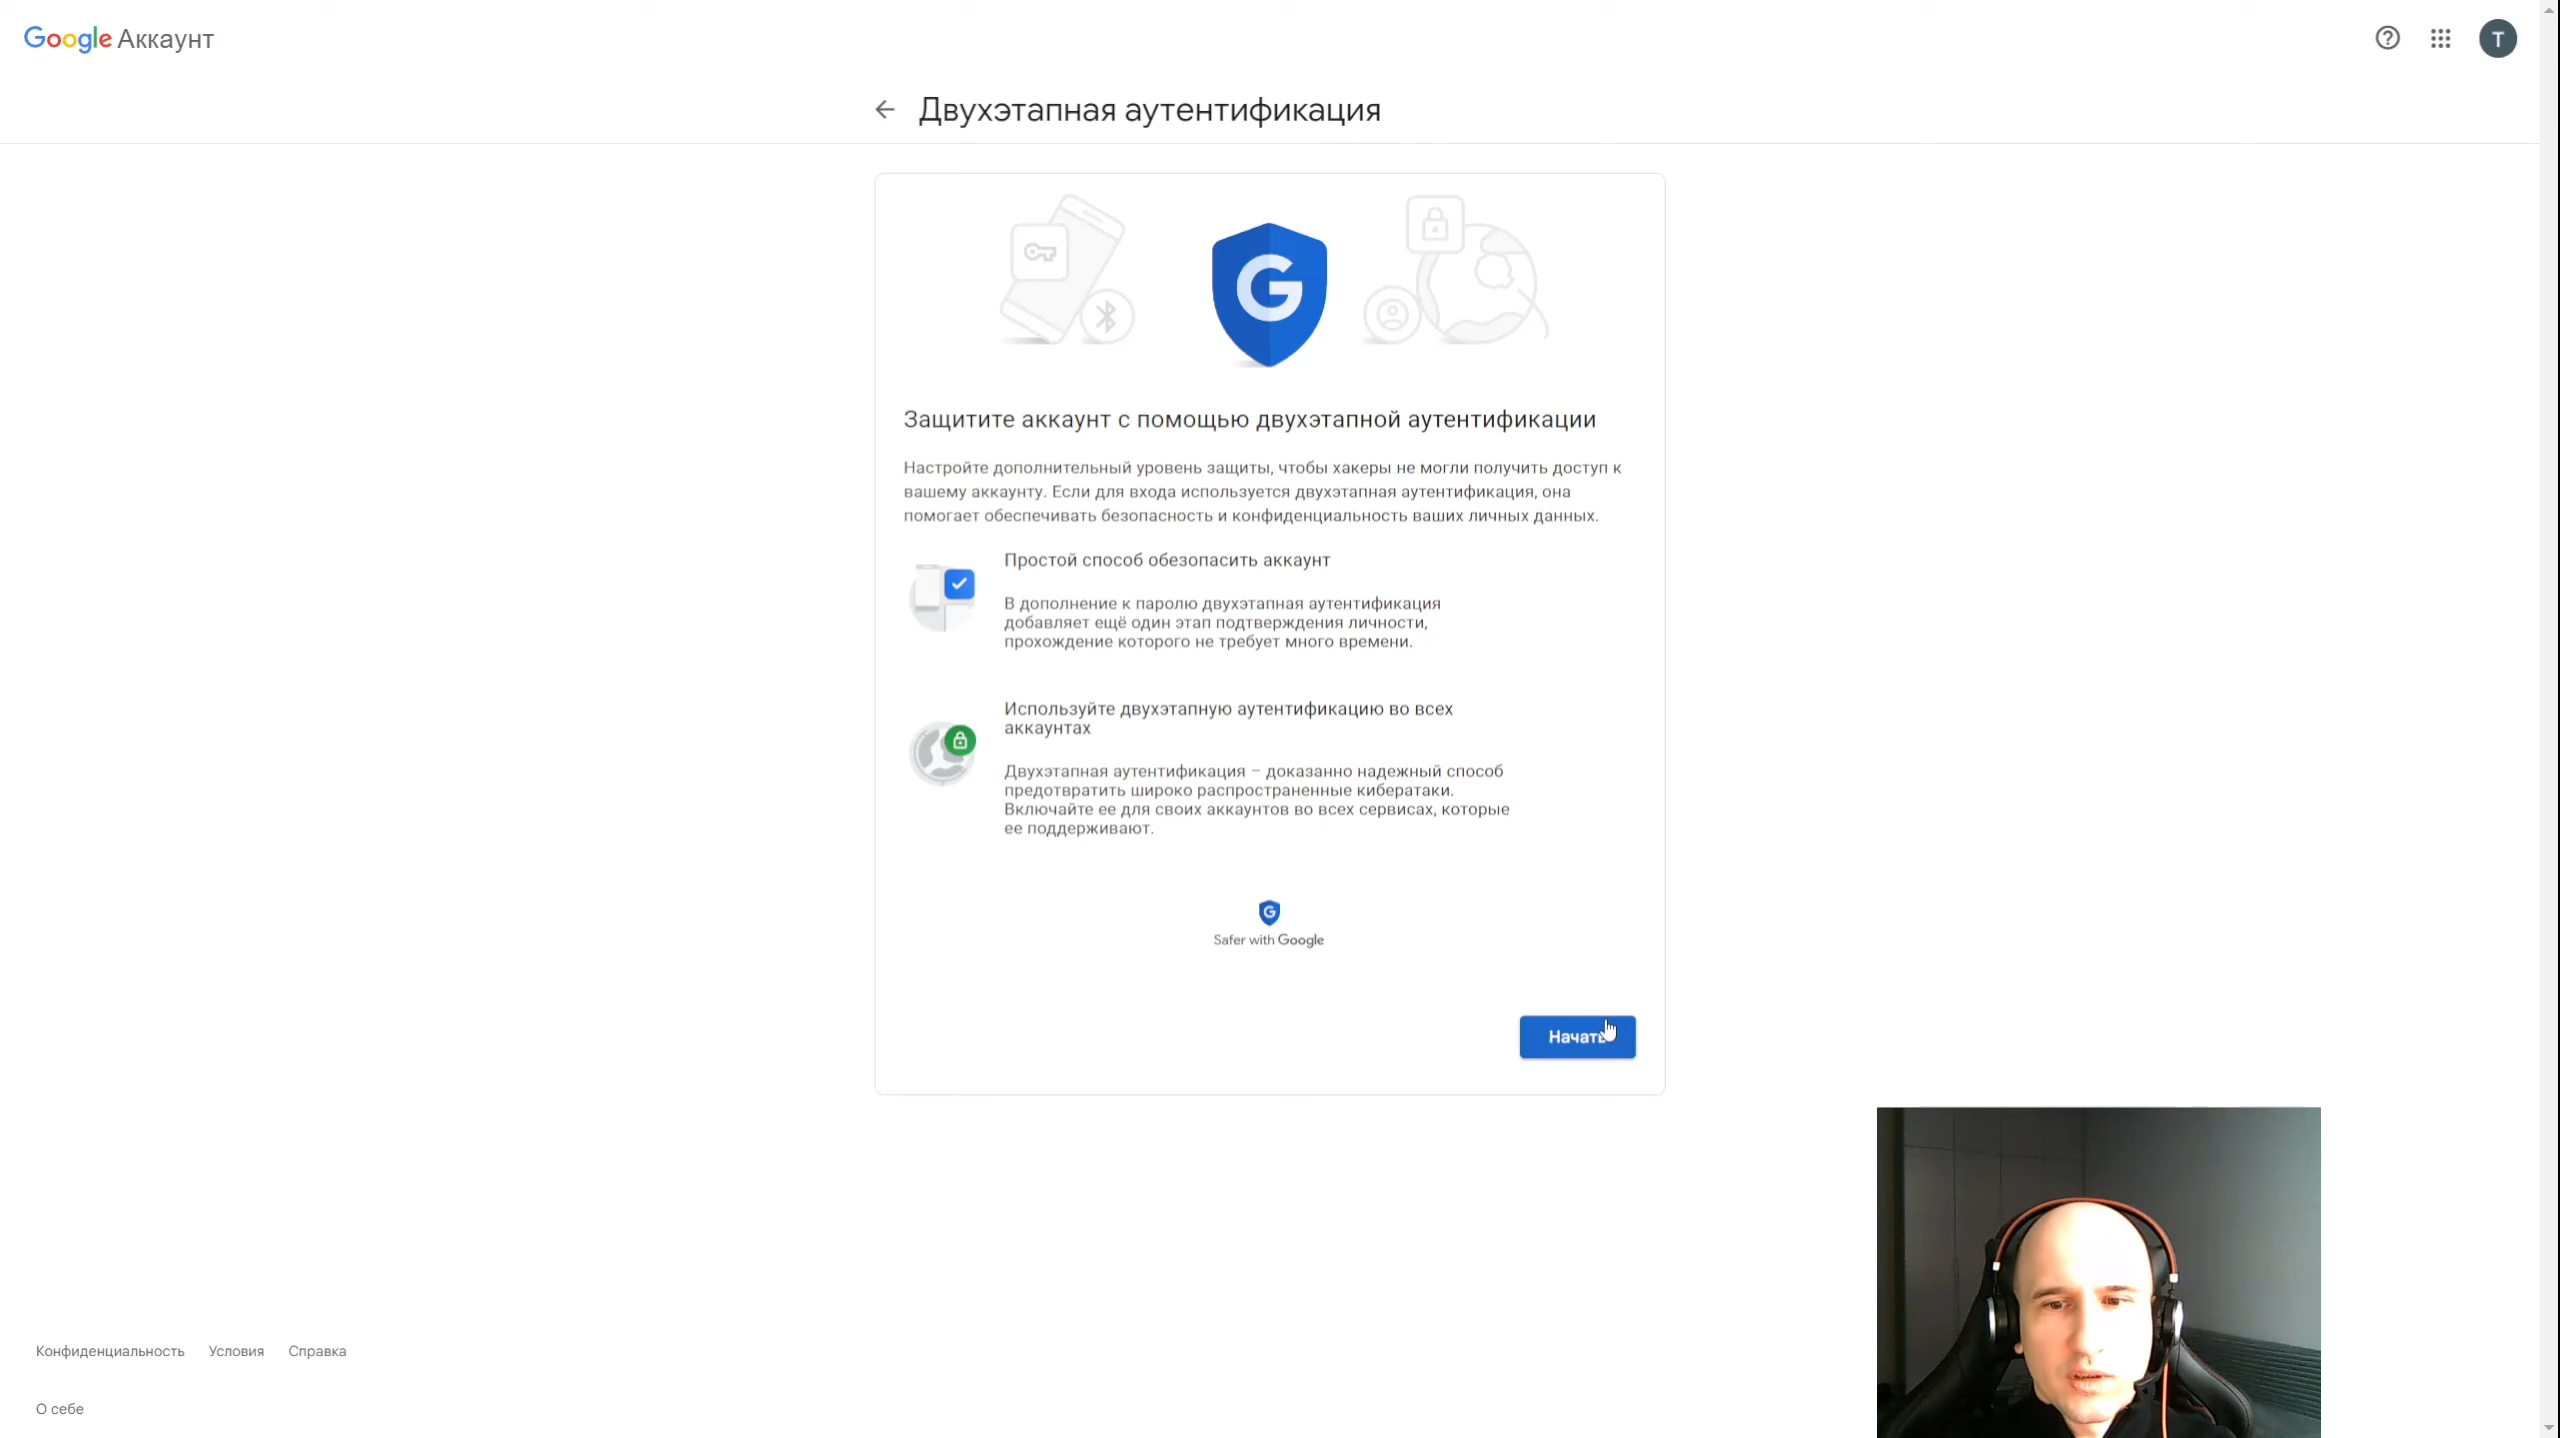 Google Аккаунт
T
Двухэтапная аутентификация
Защитите аккаунт с помощью двухэтапной аутентификации
Настройте дополнительный уровень защиты, чтобы хакеры не могли получить доступ к
вашему аккаунту. Если для входа используется двухэтапная аутентификация, она
помогает обеспечивать безопасность и конфиденциальность ваших личных данных.
Простой способ обезопасить аккаунт
В дополнение к паролю двухэтапная аутентификация
добавляет ещё один этап подтверждения личности,
прохождение которого не требует много времени.
Используйте двухэтапную аутентификацию во всех
аккаунтах
Двухэтапная аутентификация – доказанно надежный способ
предотвратить широко распространенные кибератаки.
Включайте ее для своих аккаунтов во всех сервисах, которые
ее поддерживают.
G
Safer with Google
Начать
Конфиденциальность Условия Справка
О себе